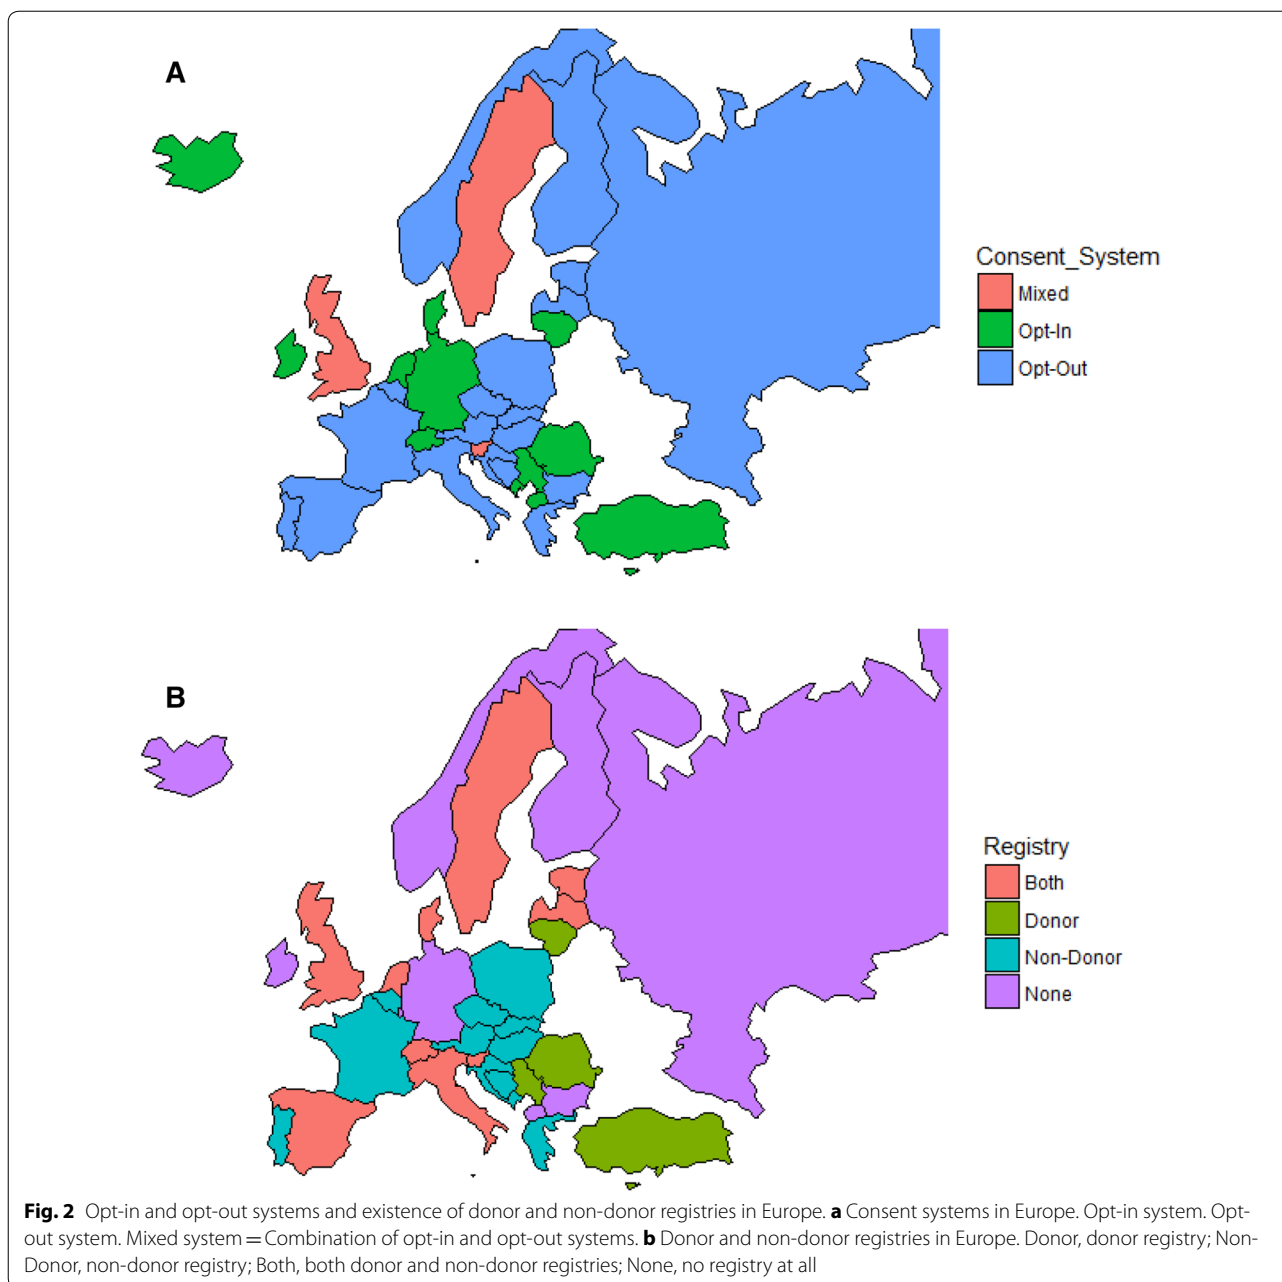 A
Consent_System
Mixed
Opt-In
Opt-Out
B
Registry
Both
Donor
Non-Donor
None
Fig. 2 Opt-in and opt-out systems and existence of donor and non-donor registries in Europe. a Consent systems in Europe. Opt-in system. Opt-
out system. Mixed system = Combination of opt-in and opt-out systems. b Donor and non-donor registries in Europe. Donor, donor registry; Non-
Donor, non-donor registry; Both, both donor and non-donor registries; None, no registry at all